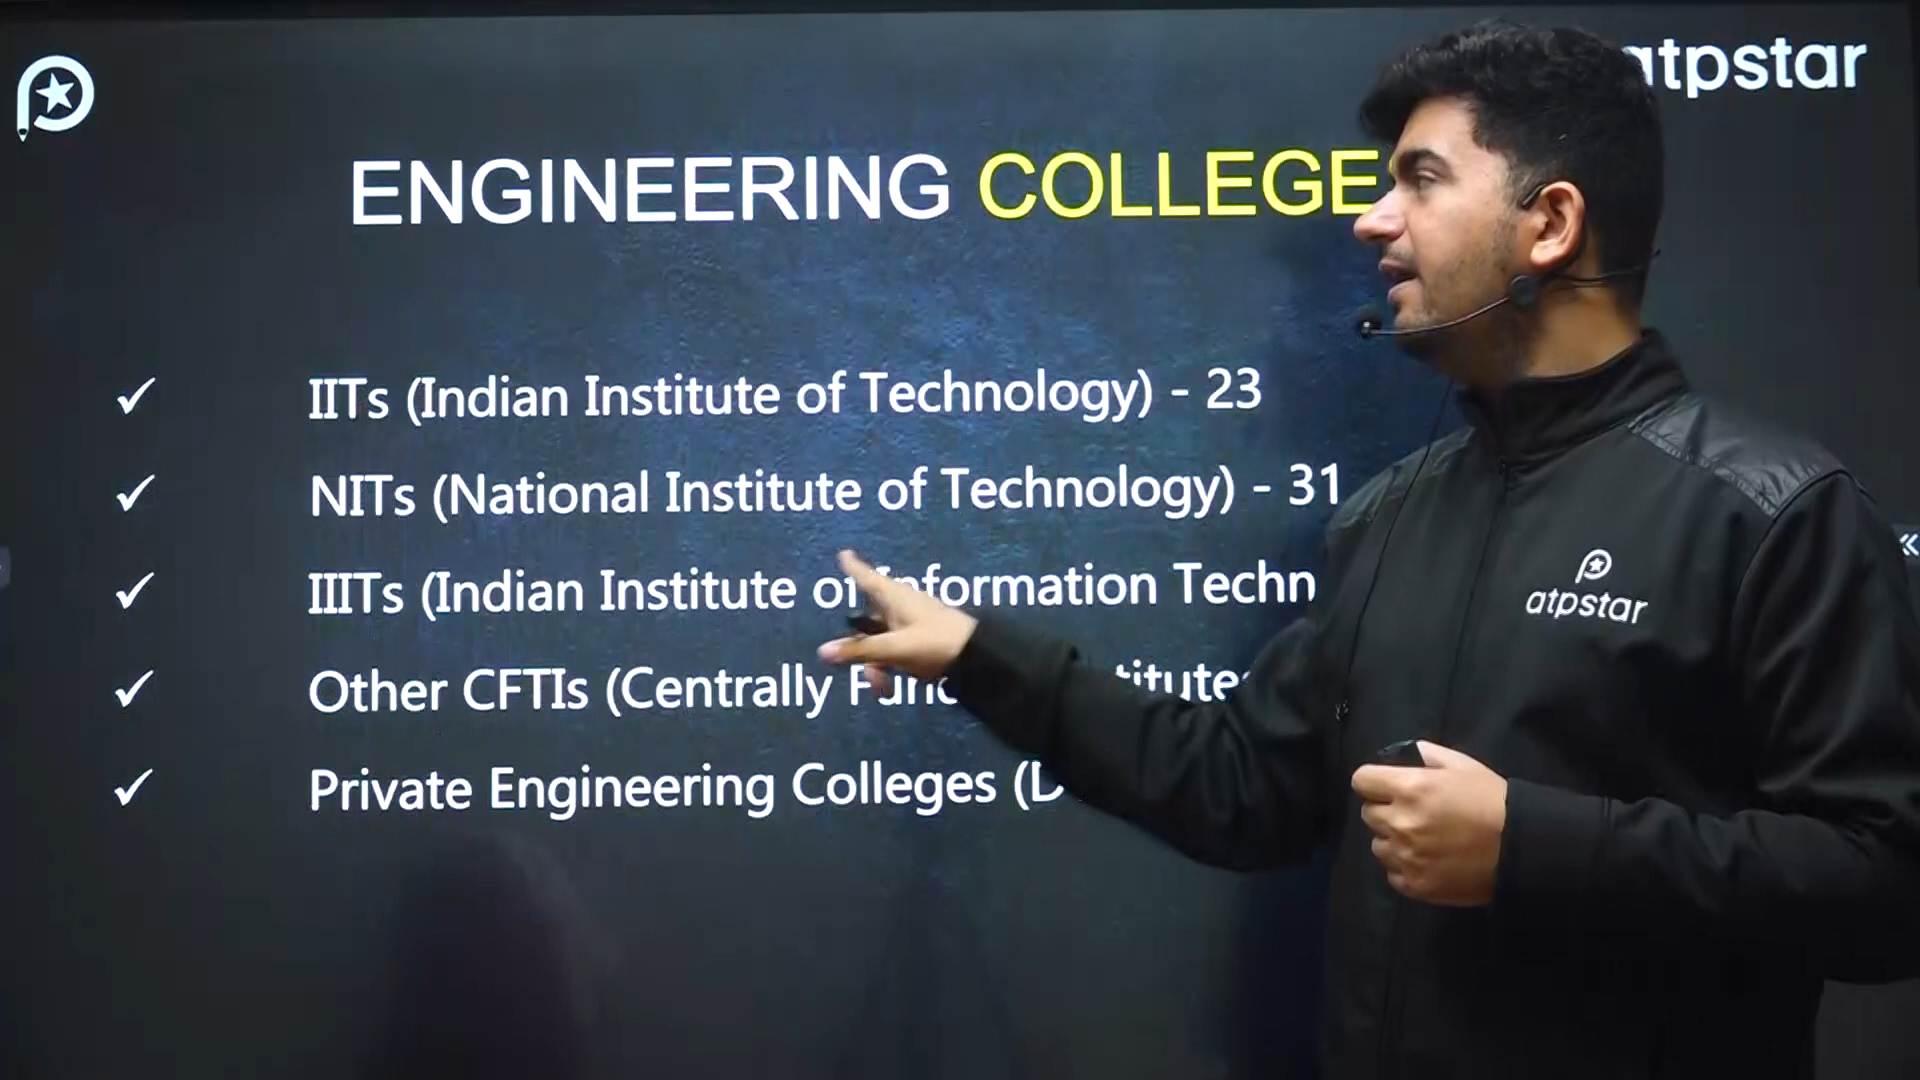 atpstar
ENGINEERING COLLEGE
✓ IITs (Indian Institute of Technology) - 23
✓ NITs (National Institute of Technology) - 31
✓ IIITs (Indian Institute of Information Techn
✓ Other CFTIs (Centrally
✓ Private Engineering Colleges (D
atpstar